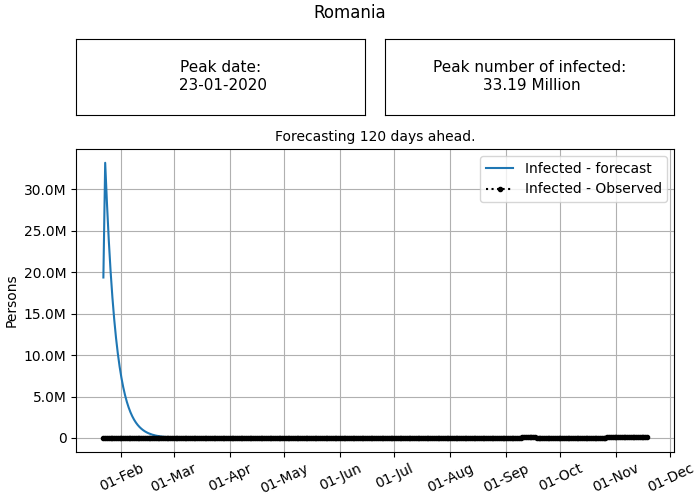 Romania
Peak date:
23-01-2020
Peak number of infected:
33.19 Million
Forecasting 120 days ahead.
Infected - forecast
Infected - Observed
Persons
30.0M
25.0M
20.0M
15.0M
10.0M
5.0M
0
01-Feb
01-Mar
01-Apr
01-May
01-Jun
01-Jul
01-Aug
01-Sep
01-Oct
01-Nov
01-Dec